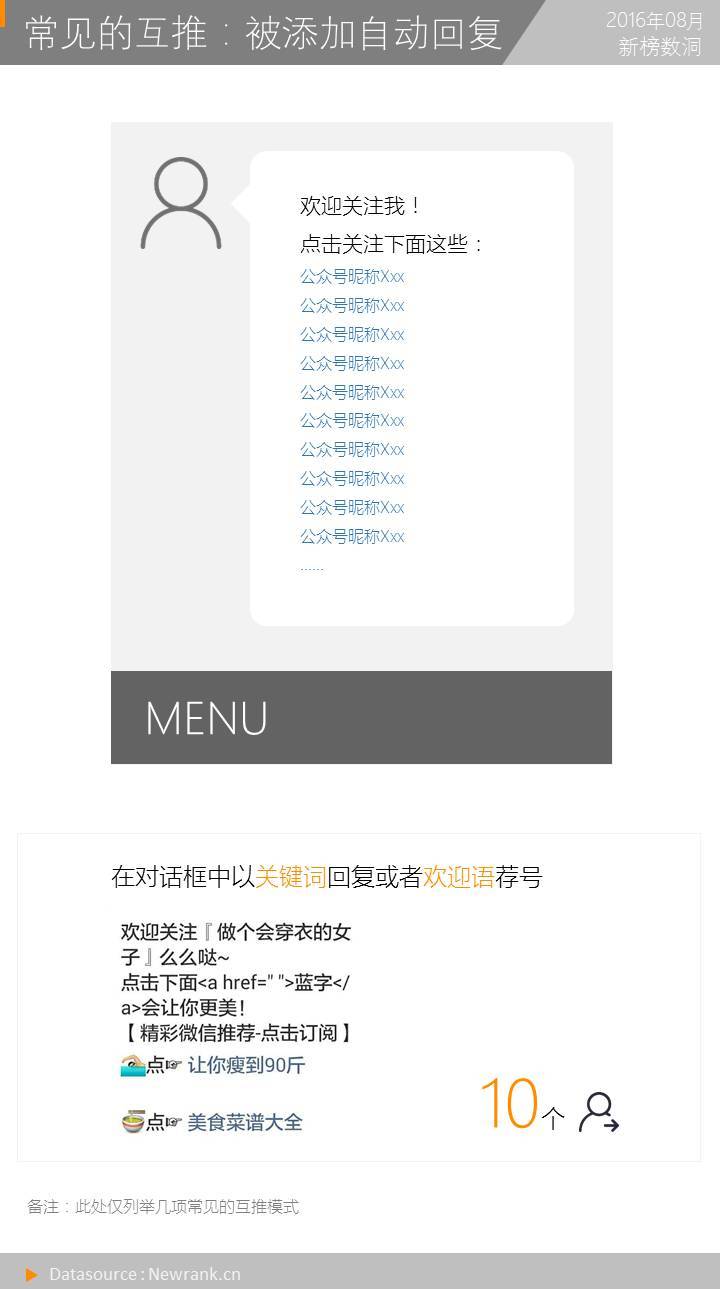 常见的互推：被添加自动回复
2016年08月
新榜数洞
欢迎关注我！
点击关注下面这些：
公众号昵称Xxx
公众号昵称Xxx
公众号昵称Xxx
公众号昵称Xxx
公众号昵称Xxx
公众号昵称Xxx
公众号昵称Xxx
公众号昵称Xxx
公众号昵称Xxx
公众号昵称Xxx
......
MENU
在对话框中以关键词回复或者欢迎语荐号
欢迎关注『做个会穿衣的女
子』么么哒~
点击下面<a href=" ">蓝字</
a>会让你更美!
【精彩微信推荐-点击订阅】
🏊点☞ 让你瘦到90斤
🍜点☞ 美食菜谱大全
10个
备注：此处仅列举几项常见的互推模式
Datasource : Newrank.cn